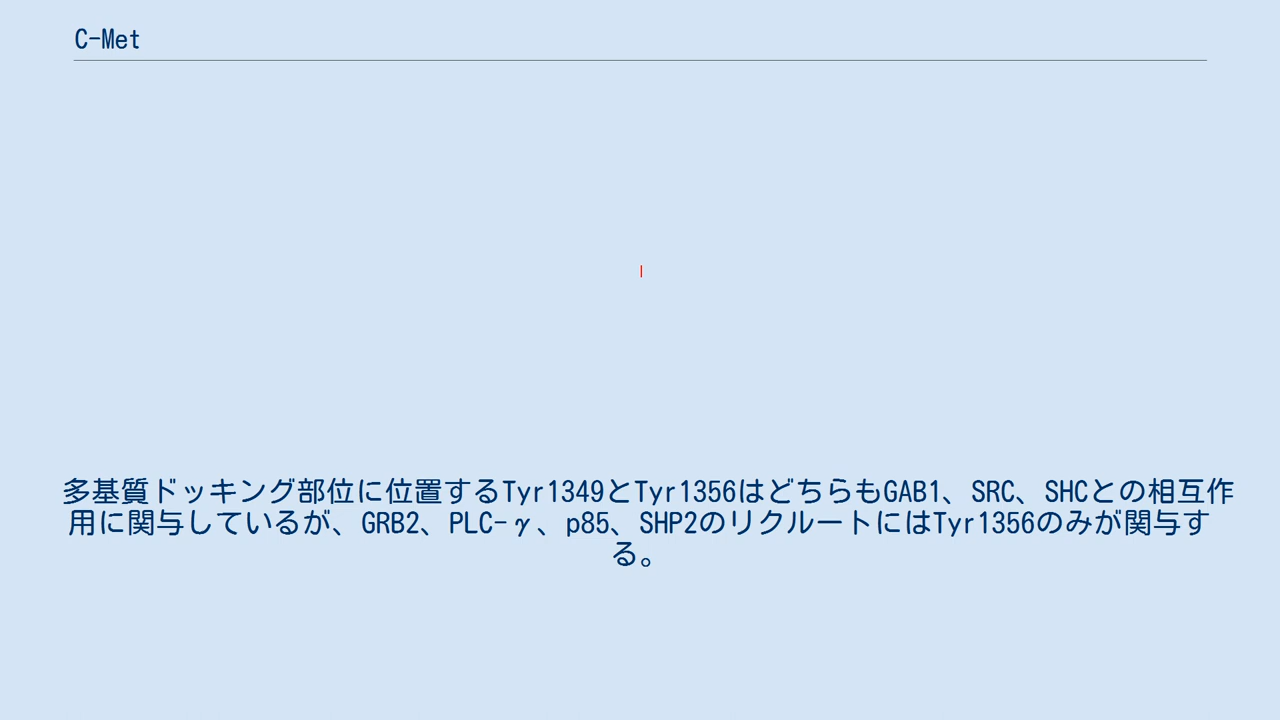 C-Met
多基質ドッキング部位に位置するTyr1349とTyr1356はどちらもGAB1、SRC、SHCとの相互作
用に関与しているが、GRB2、PLC-γ、p85、SHP2のリクルートにはTyr1356のみが関与す
る。